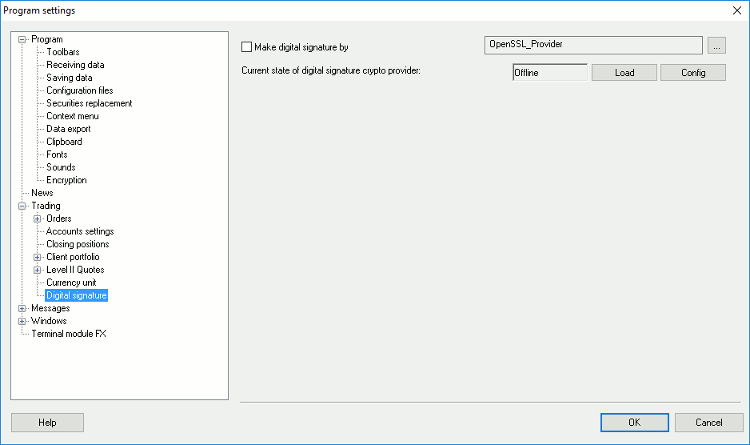 Program settings
Program
Toolbars
Receiving data
Saving data
Configuration files
Securities replacement
Context menu
Data export
Clipboard
Fonts
Sounds
Encryption
News
Trading
Orders
Accounts settings
Closing positions
Client portfolio
Level II Quotes
Currency unit
Digital signature
Messages
Windows
Terminal module FX
Make digital signature by OpenSSL_Provider ...
Current state of digital signature crypto provider: Offline Load Config
Help OK Cancel